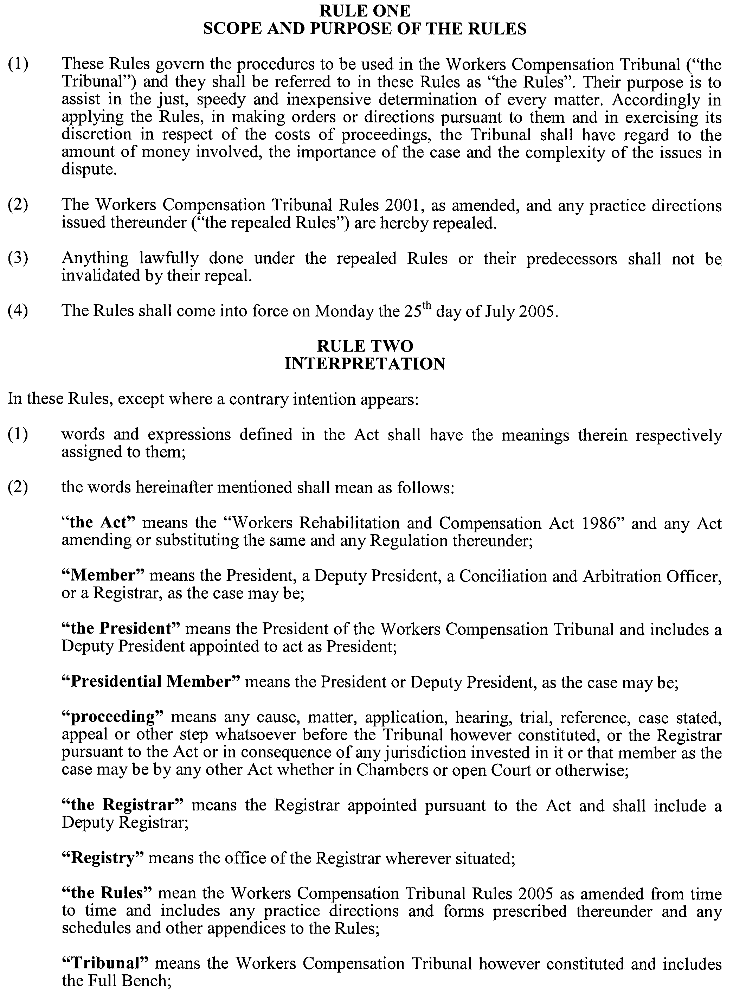 RULE ONE
SCOPE AND PURPOSE OF THE RULES
(1) These Rules govern the procedures to be used in the Workers Compensation Tribunal (“the
Tribunal”) and they shall be referred to in these Rules as “the Rules”. Their purpose is to
assist in the just, speedy and inexpensive determination of every matter. Accordingly in
applying the Rules, in making orders or directions pursuant to them and in exercising its
discretion in respect of the costs of proceedings, the Tribunal shall have regard to the
amount of money involved, the importance of the case and the complexity of the issues in
dispute.
(2) The Workers Compensation Tribunal Rules 2001, as amended, and any practice directions
issued thereunder (“the repealed Rules”) are hereby repealed.
(3) Anything lawfully done under the repealed Rules or their predecessors shall not be
invalidated by their repeal.
(4) The Rules shall come into force on Monday the 25th day of July 2005.
RULE TWO
INTERPRETATION
In these Rules, except where a contrary intention appears:
(1) words and expressions defined in the Act shall have the meanings therein respectively
assigned to them;
(2) the words hereinafter mentioned shall mean as follows:
“the Act” means the “Workers Rehabilitation and Compensation Act 1986” and any Act
amending or substituting the same and any Regulation thereunder;
“Member” means the President, a Deputy President, a Conciliation and Arbitration Officer,
or a Registrar, as the case may be;
“the President” means the President of the Workers Compensation Tribunal and includes a
Deputy President appointed to act as President;
“Presidential Member” means the President or Deputy President, as the case may be;
“proceeding” means any cause, matter, application, hearing, trial, reference, case stated,
appeal or other step whatsoever before the Tribunal however constituted, or the Registrar
pursuant to the Act or in consequence of any jurisdiction invested in it or that member as the
case may be by any other Act whether in Chambers or open Court or otherwise;
“the Registrar” means the Registrar appointed pursuant to the Act and shall include a
Deputy Registrar;
“Registry” means the office of the Registrar wherever situated;
“the Rules” mean the Workers Compensation Tribunal Rules 2005 as amended from time
to time and includes any practice directions and forms prescribed thereunder and any
schedules and other appendices to the Rules;
“Tribunal” means the Workers Compensation Tribunal however constituted and includes
the Full Bench;